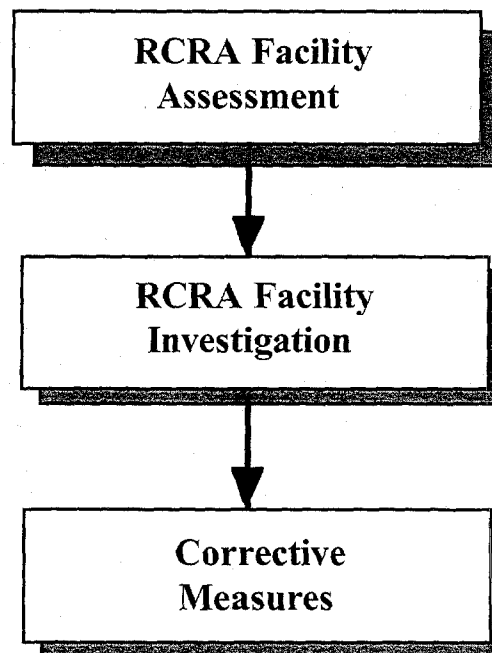 RCRA Facility
Assessment
RCRA Facility
Investigation
Corrective
Measures